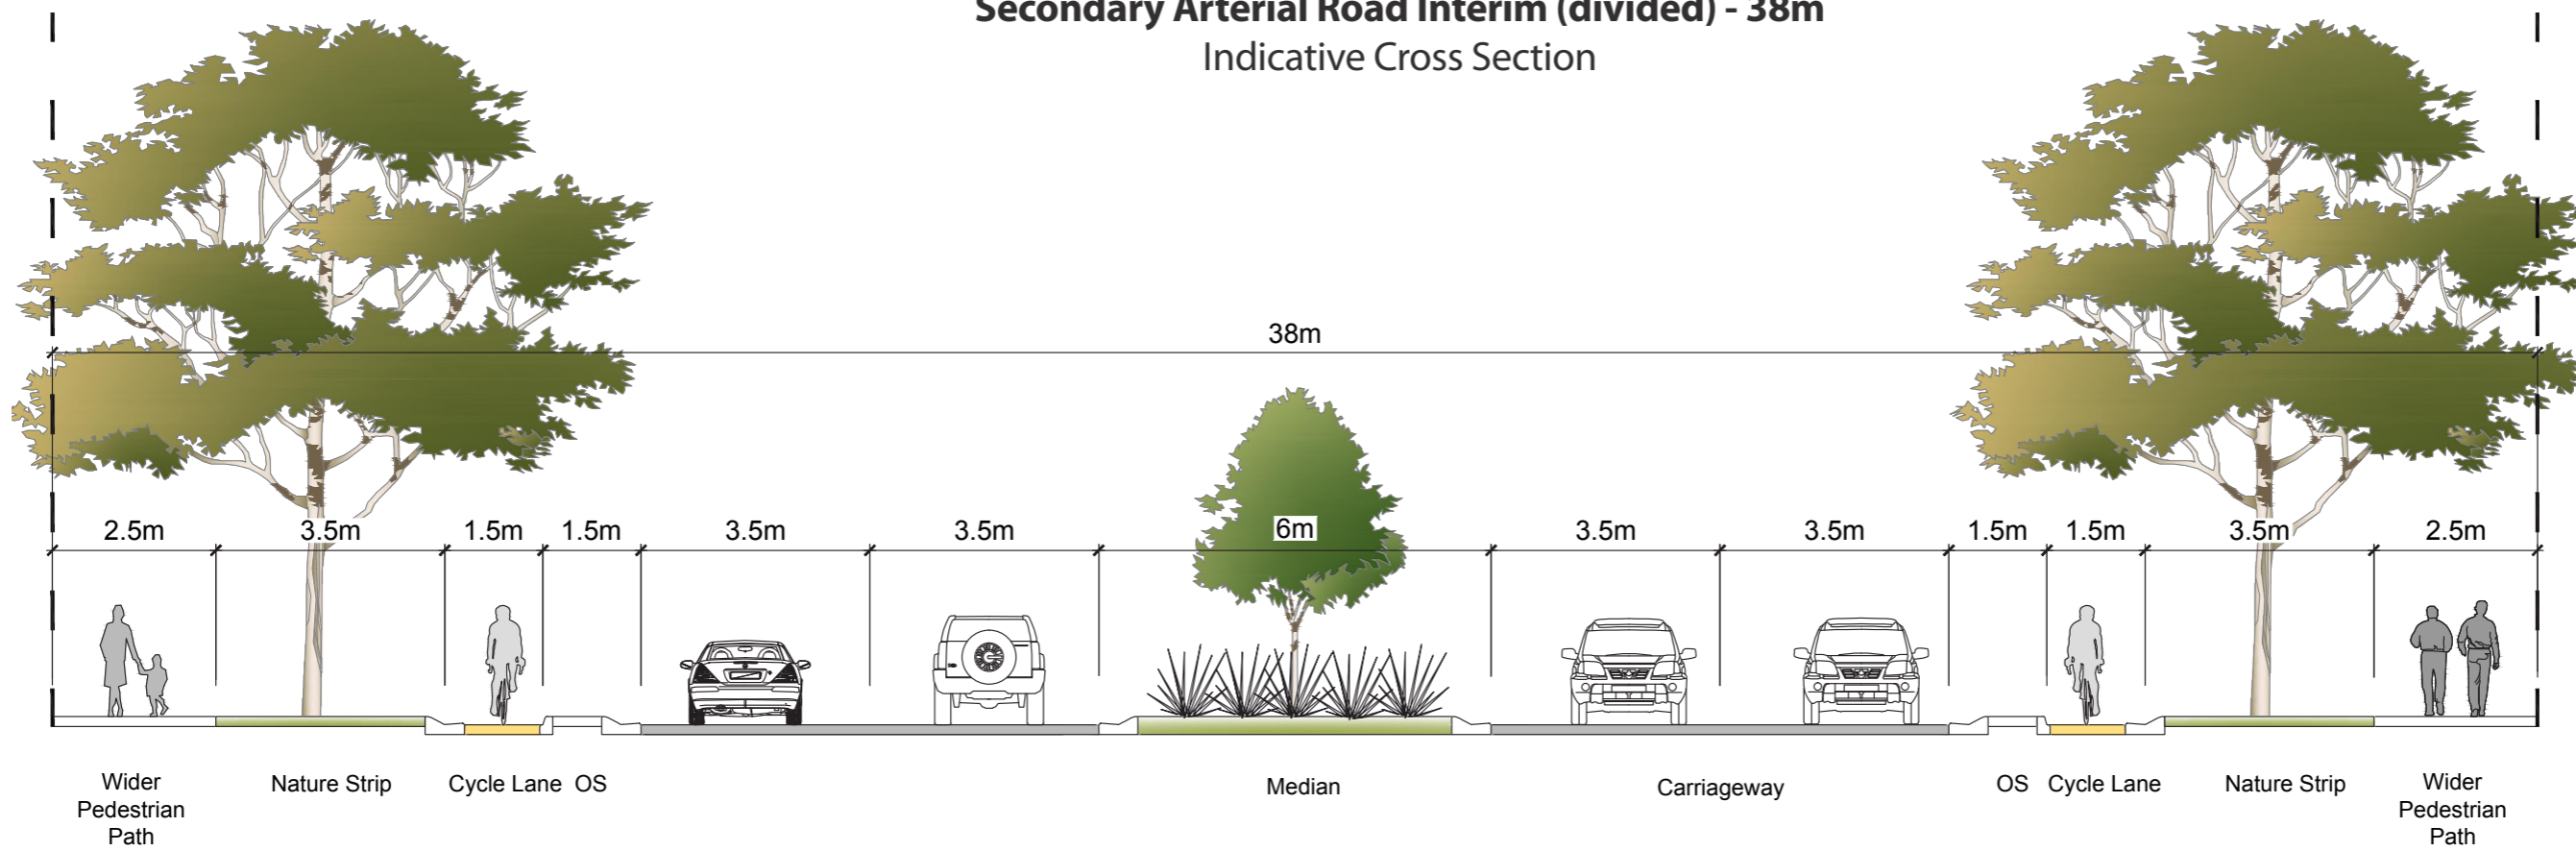 Secondary Arterial Road Interim (divided) - 38m
Indicative Cross Section
38m
2.5m 3.5m 1.5m 1.5m 3.5m 3.5m 6m 3.5m 3.5m 1.5m 1.5m 3.5m 2.5m
Wider
Pedestrian
Path
Nature Strip
Cycle Lane
OS
Median
Carriageway
OS
Cycle Lane
Nature Strip
Wider
Pedestrian
Path